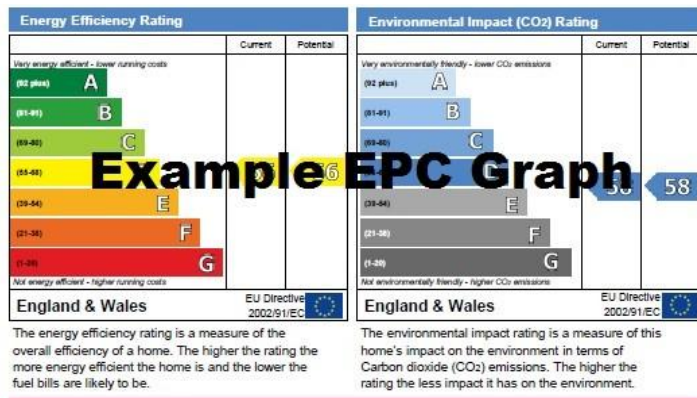 Energy Efficiency Rating
Current Potential
Very energy efficient - lower running costs
(92 plus) A
(81-91) B
(69-80) C
(55-68)
(39-54) E
(21-38) F
(1-20) G
Not energy efficient - higher running costs
England & Wales
EU Directive
2002/91/EC
The energy efficiency rating is a measure of the
overall efficiency of a home. The higher the rating the
more energy efficient the home is and the lower the
fuel bills are likely to be.
Environmental Impact (CO2) Rating
Current Potential
Very environmentally friendly - lower CO2 emissions
(92 plus) A
(81-91) B
(69-80) C
(39-54) E
(21-38) F
(1-20) G
58
Not environmentally friendly - higher CO2 emissions
England & Wales
EU Directive
2002/91/EC
The environmental impact rating is a measure of this
home's impact on the environment in terms of
Carbon dioxide (CO2) emissions. The higher the
rating the less impact it has on the environment.
Example EPC Graph